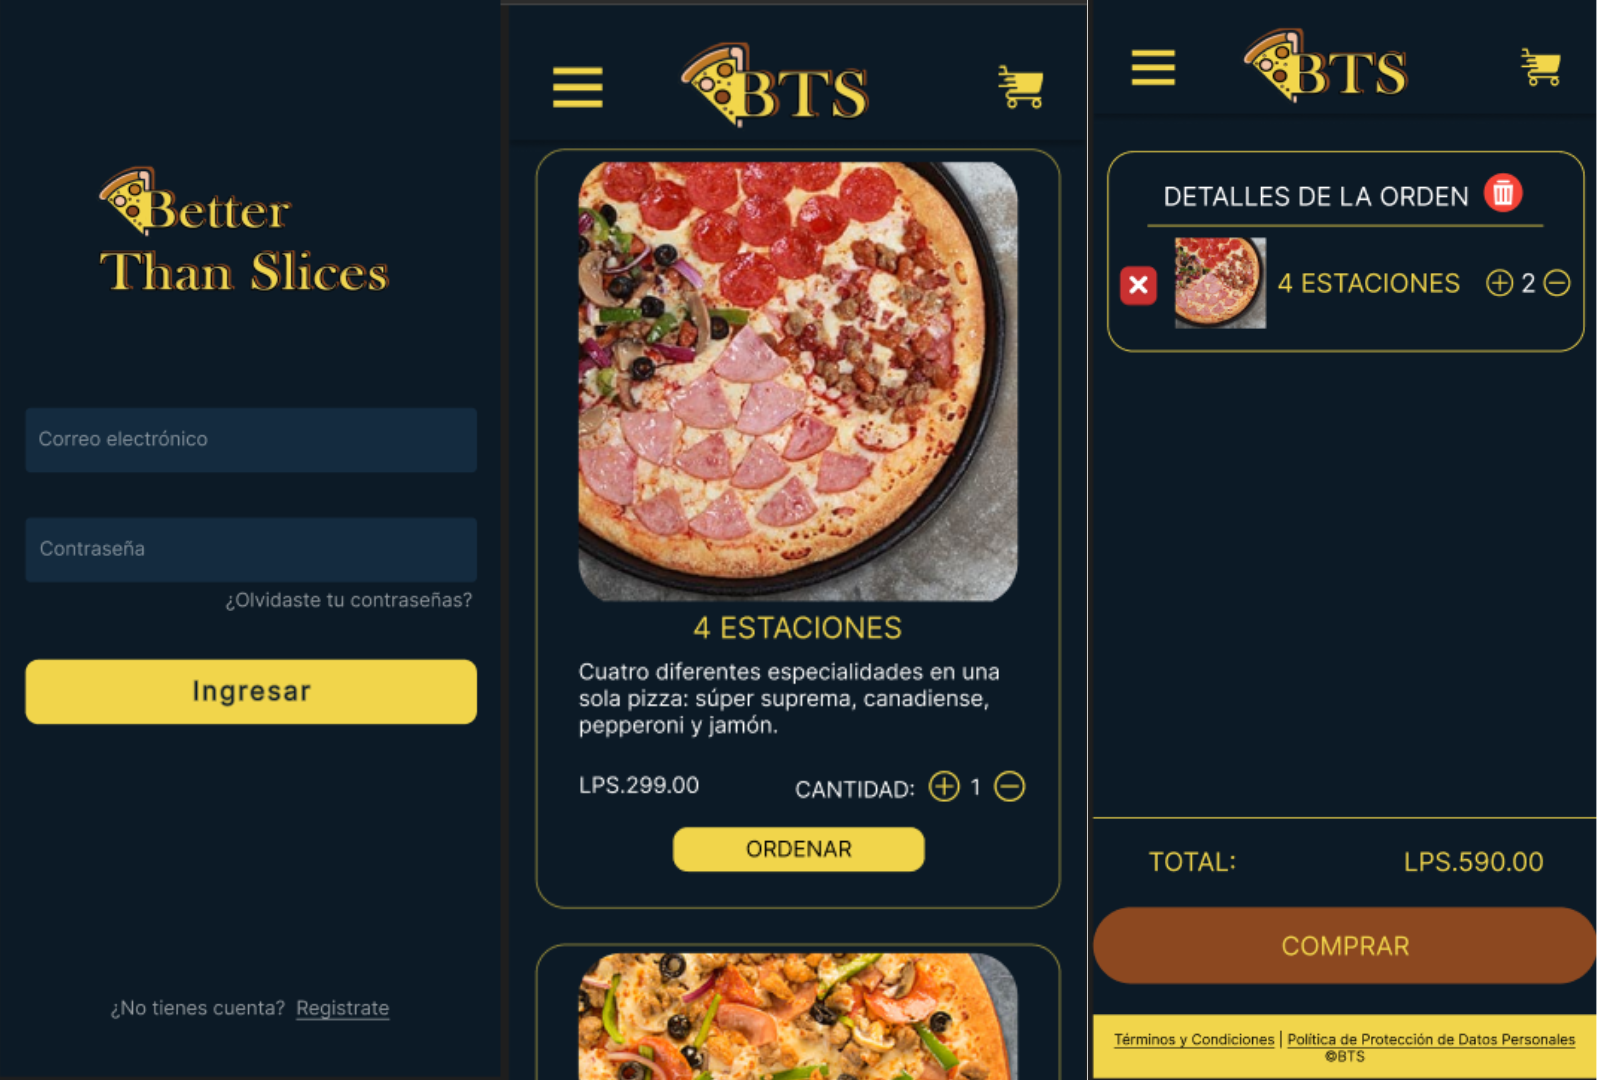 Better
Than Slices
Correo electrónico
Contraseña
¿Olvidaste tu contraseñas?
Ingresar
¿No tienes cuenta? Registrate
BTS
4 ESTACIONES
Cuatro diferentes especialidades en una
sola pizza: súper suprema, canadiense,
pepperoni y jamón.
LPS.299.00 CANTIDAD: 1
ORDENAR
BTS
DETALLES DE LA ORDEN
4 ESTACIONES 2
TOTAL: LPS.590.00
COMPRAR
Términos y Condiciones | Política de Protección de Datos Personales
©BTS